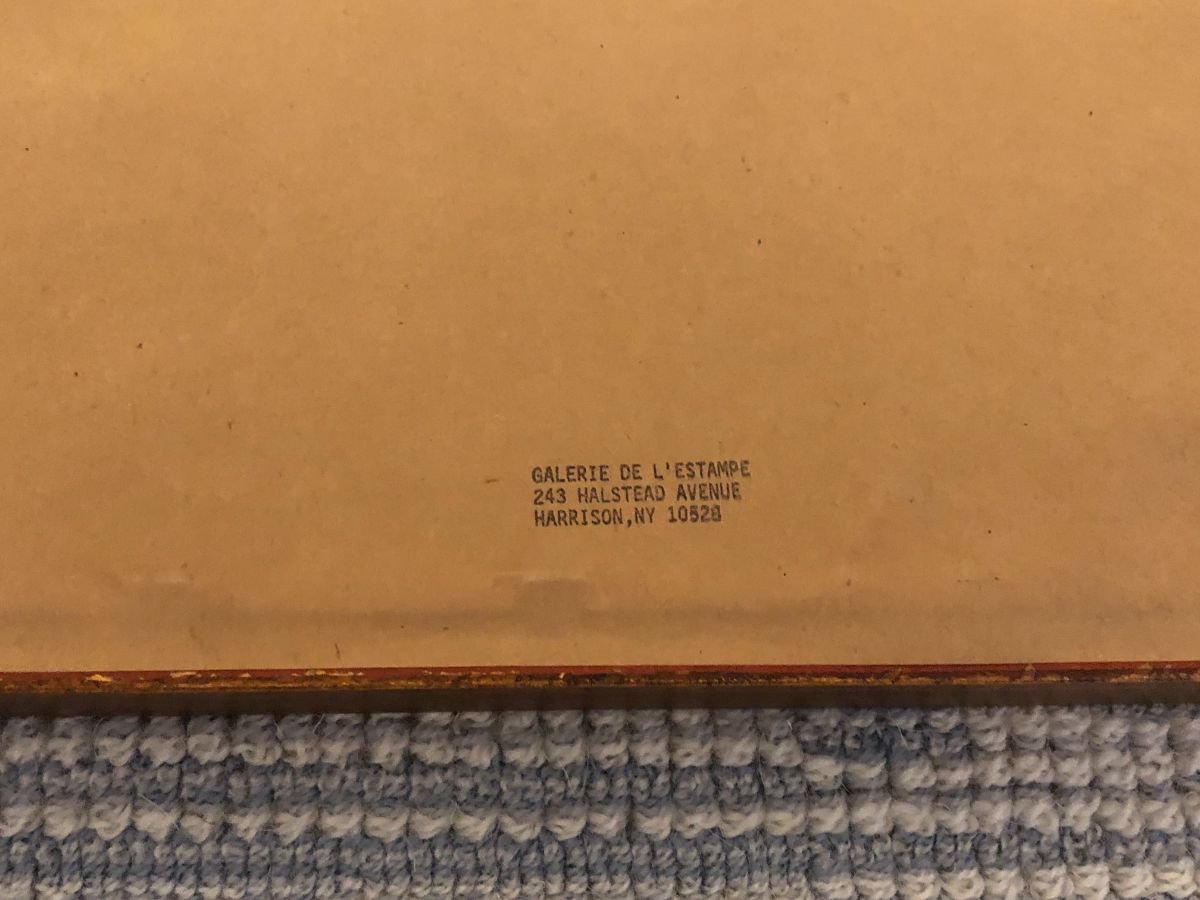 GALERIE DE L'ESTAMPE
243 HALSTEAD AVENUE
HARRISON,NY 10528